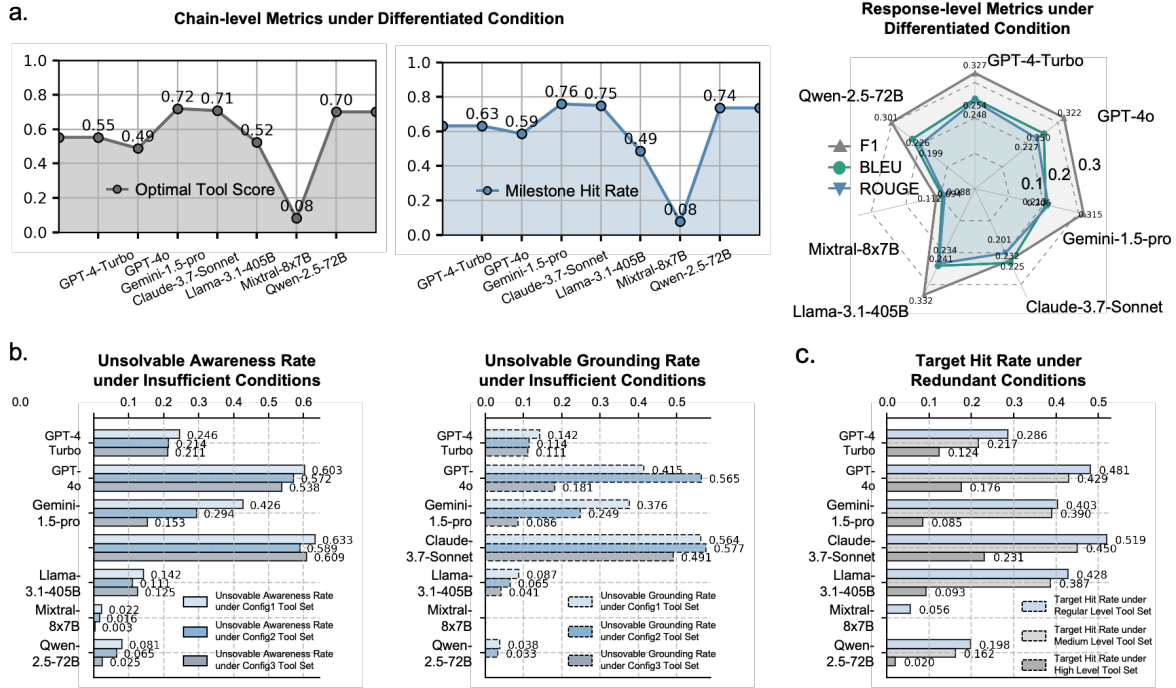 a.
Chain-level Metrics under Differentiated Condition
1.0
0.8
0.6
0.4
0.2
0.0
0.55
0.49
0.72
0.71
0.52
0.08
0.70
Optimal Tool Score
GPT-4-Turbo
GPT-4o
Gemini-1.5-pro
Claude-3.7-Sonnet
Llama-3.1-405B
Mixtral-8x7B
Qwen-2.5-72B
1.0
0.8
0.6
0.4
0.2
0.0
0.63
0.59
0.76
0.75
0.49
0.08
0.74
Milestone Hit Rate
GPT-4-Turbo
GPT-4o
Gemini-1.5-pro
Claude-3.7-Sonnet
Llama-3.1-405B
Mixtral-8x7B
Qwen-2.5-72B
Response-level Metrics under
Differentiated Condition
GPT-4-Turbo
GPT-4o
Gemini-1.5-pro
Claude-3.7-Sonnet
Llama-3.1-405B
Mixtral-8x7B
Qwen-2.5-72B
F1
BLEU
ROUGE
0.1
0.2
0.3
0.327
0.254
0.248
0.322
0.250
0.227
0.315
0.201
0.232
0.225
0.234
0.241
0.332
0.112
0.094
0.088
0.301
0.226
0.199
b.
Unsolvable Awareness Rate
under Insufficient Conditions
0.0
0.1
0.2
0.3
0.4
0.5
0.6
GPT-4
Turbo
0.246
0.214
0.211
GPT-
4o
0.603
0.572
0.538
Gemini-
1.5-pro
0.426
0.294
0.153
Claude-
3.7-Sonnet
0.633
0.589
0.609
Llama-
3.1-405B
0.142
0.111
0.125
Mixtral-
8x7B
0.022
0.016
0.003
Qwen-
2.5-72B
0.081
0.065
0.025
Unsovable Awareness Rate
under Config1 Tool Set
Unsovable Awareness Rate
under Config2 Tool Set
Unsovable Awareness Rate
under Config3 Tool Set
Unsolvable Grounding Rate
under Insufficient Conditions
0.0
0.1
0.2
0.3
0.4
0.5
GPT-4
Turbo
0.142
0.114
0.111
GPT-
4o
0.415
0.565
0.181
Gemini-
1.5-pro
0.376
0.249
0.086
Claude-
3.7-Sonnet
0.564
0.577
0.491
Llama-
3.1-405B
0.087
0.065
0.041
Mixtral-
8x7B
Qwen-
2.5-72B
0.038
0.033
Unsovable Grounding Rate
under Config1 Tool Set
Unsovable Grounding Rate
under Config2 Tool Set
Unsovable Grounding Rate
under Config3 Tool Set
c.
Target Hit Rate under
Redundant Conditions
0.0
0.1
0.2
0.3
0.4
0.5
GPT-4
Turbo
0.286
0.217
0.124
GPT-
4o
0.481
0.429
0.176
Gemini-
1.5-pro
0.403
0.390
0.085
Claude-
3.7-Sonnet
0.519
0.450
0.231
Llama-
3.1-405B
0.428
0.387
0.093
Mixtral-
8x7B
0.056
Qwen-
2.5-72B
0.198
0.162
0.020
Target Hit Rate under
Regular Level Tool Set
Target Hit Rate under
Medium Level Tool Set
Target Hit Rate under
High Level Tool Set